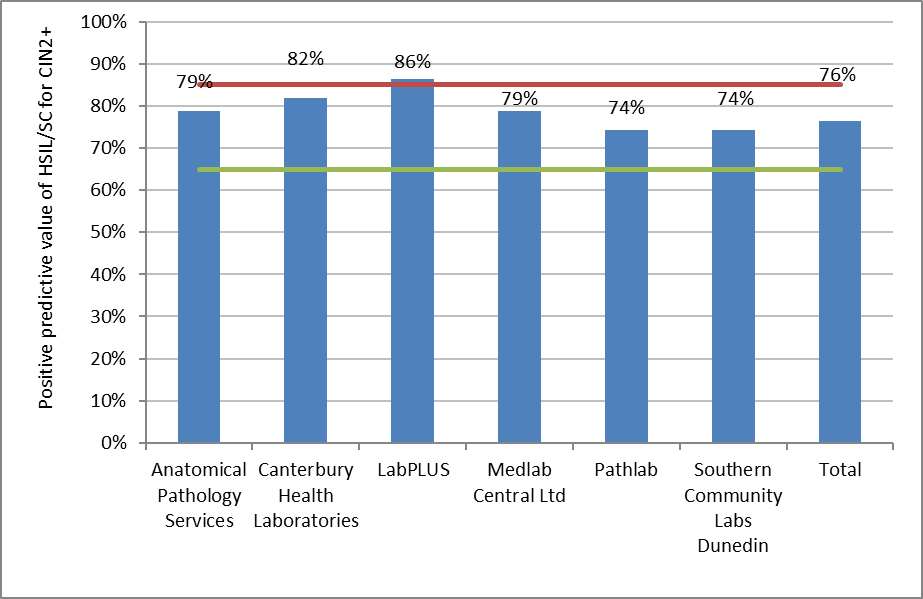 Positive predictive value of HSIL/SC for CIN2+
100%
90%
80%
70%
60%
50%
40%
30%
20%
10%
0%
79%
82%
86%
79%
74%
74%
76%
Anatomical
Pathology
Services
Canterbury
Health
Laboratories
LabPLUS
Medlab
Central Ltd
Pathlab
Southern
Community
Labs
Dunedin
Total